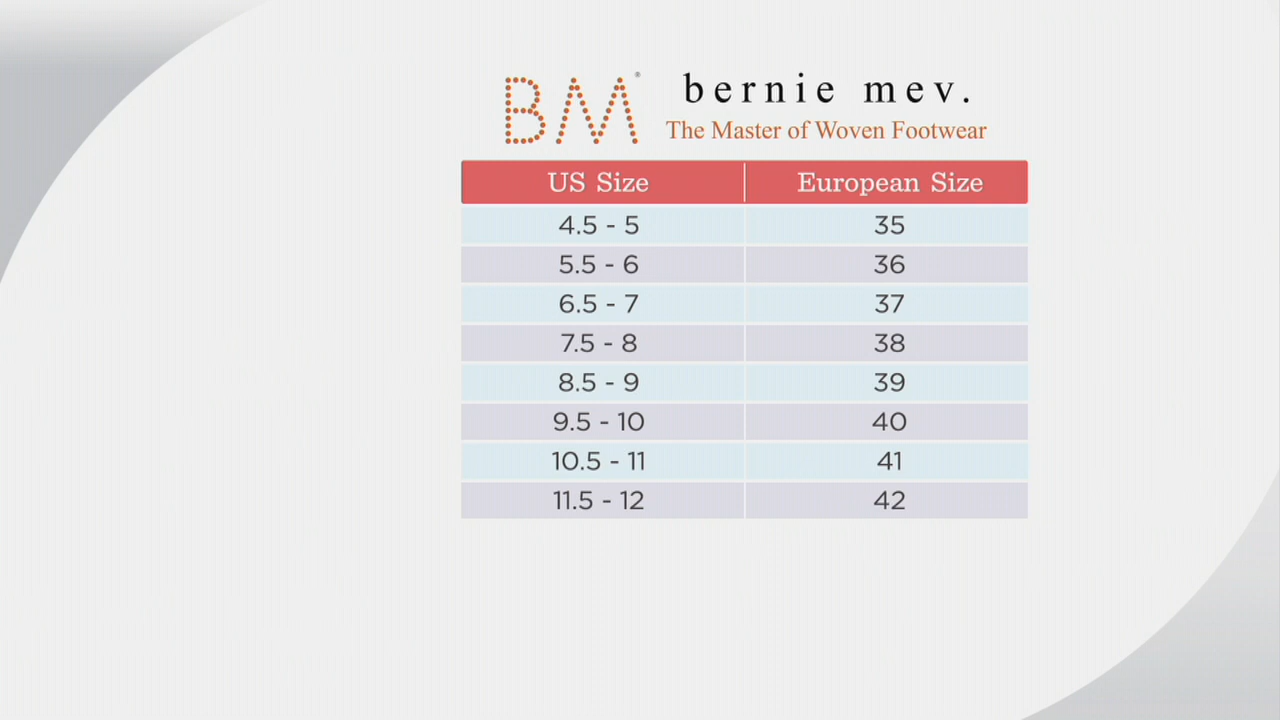 BM®
bernie mev.
The Master of Woven Footwear
US Size European Size
4.5 - 5 35
5.5 - 6 36
6.5 - 7 37
7.5 - 8 38
8.5 - 9 39
9.5 - 10 40
10.5 - 11 41
11.5 - 12 42